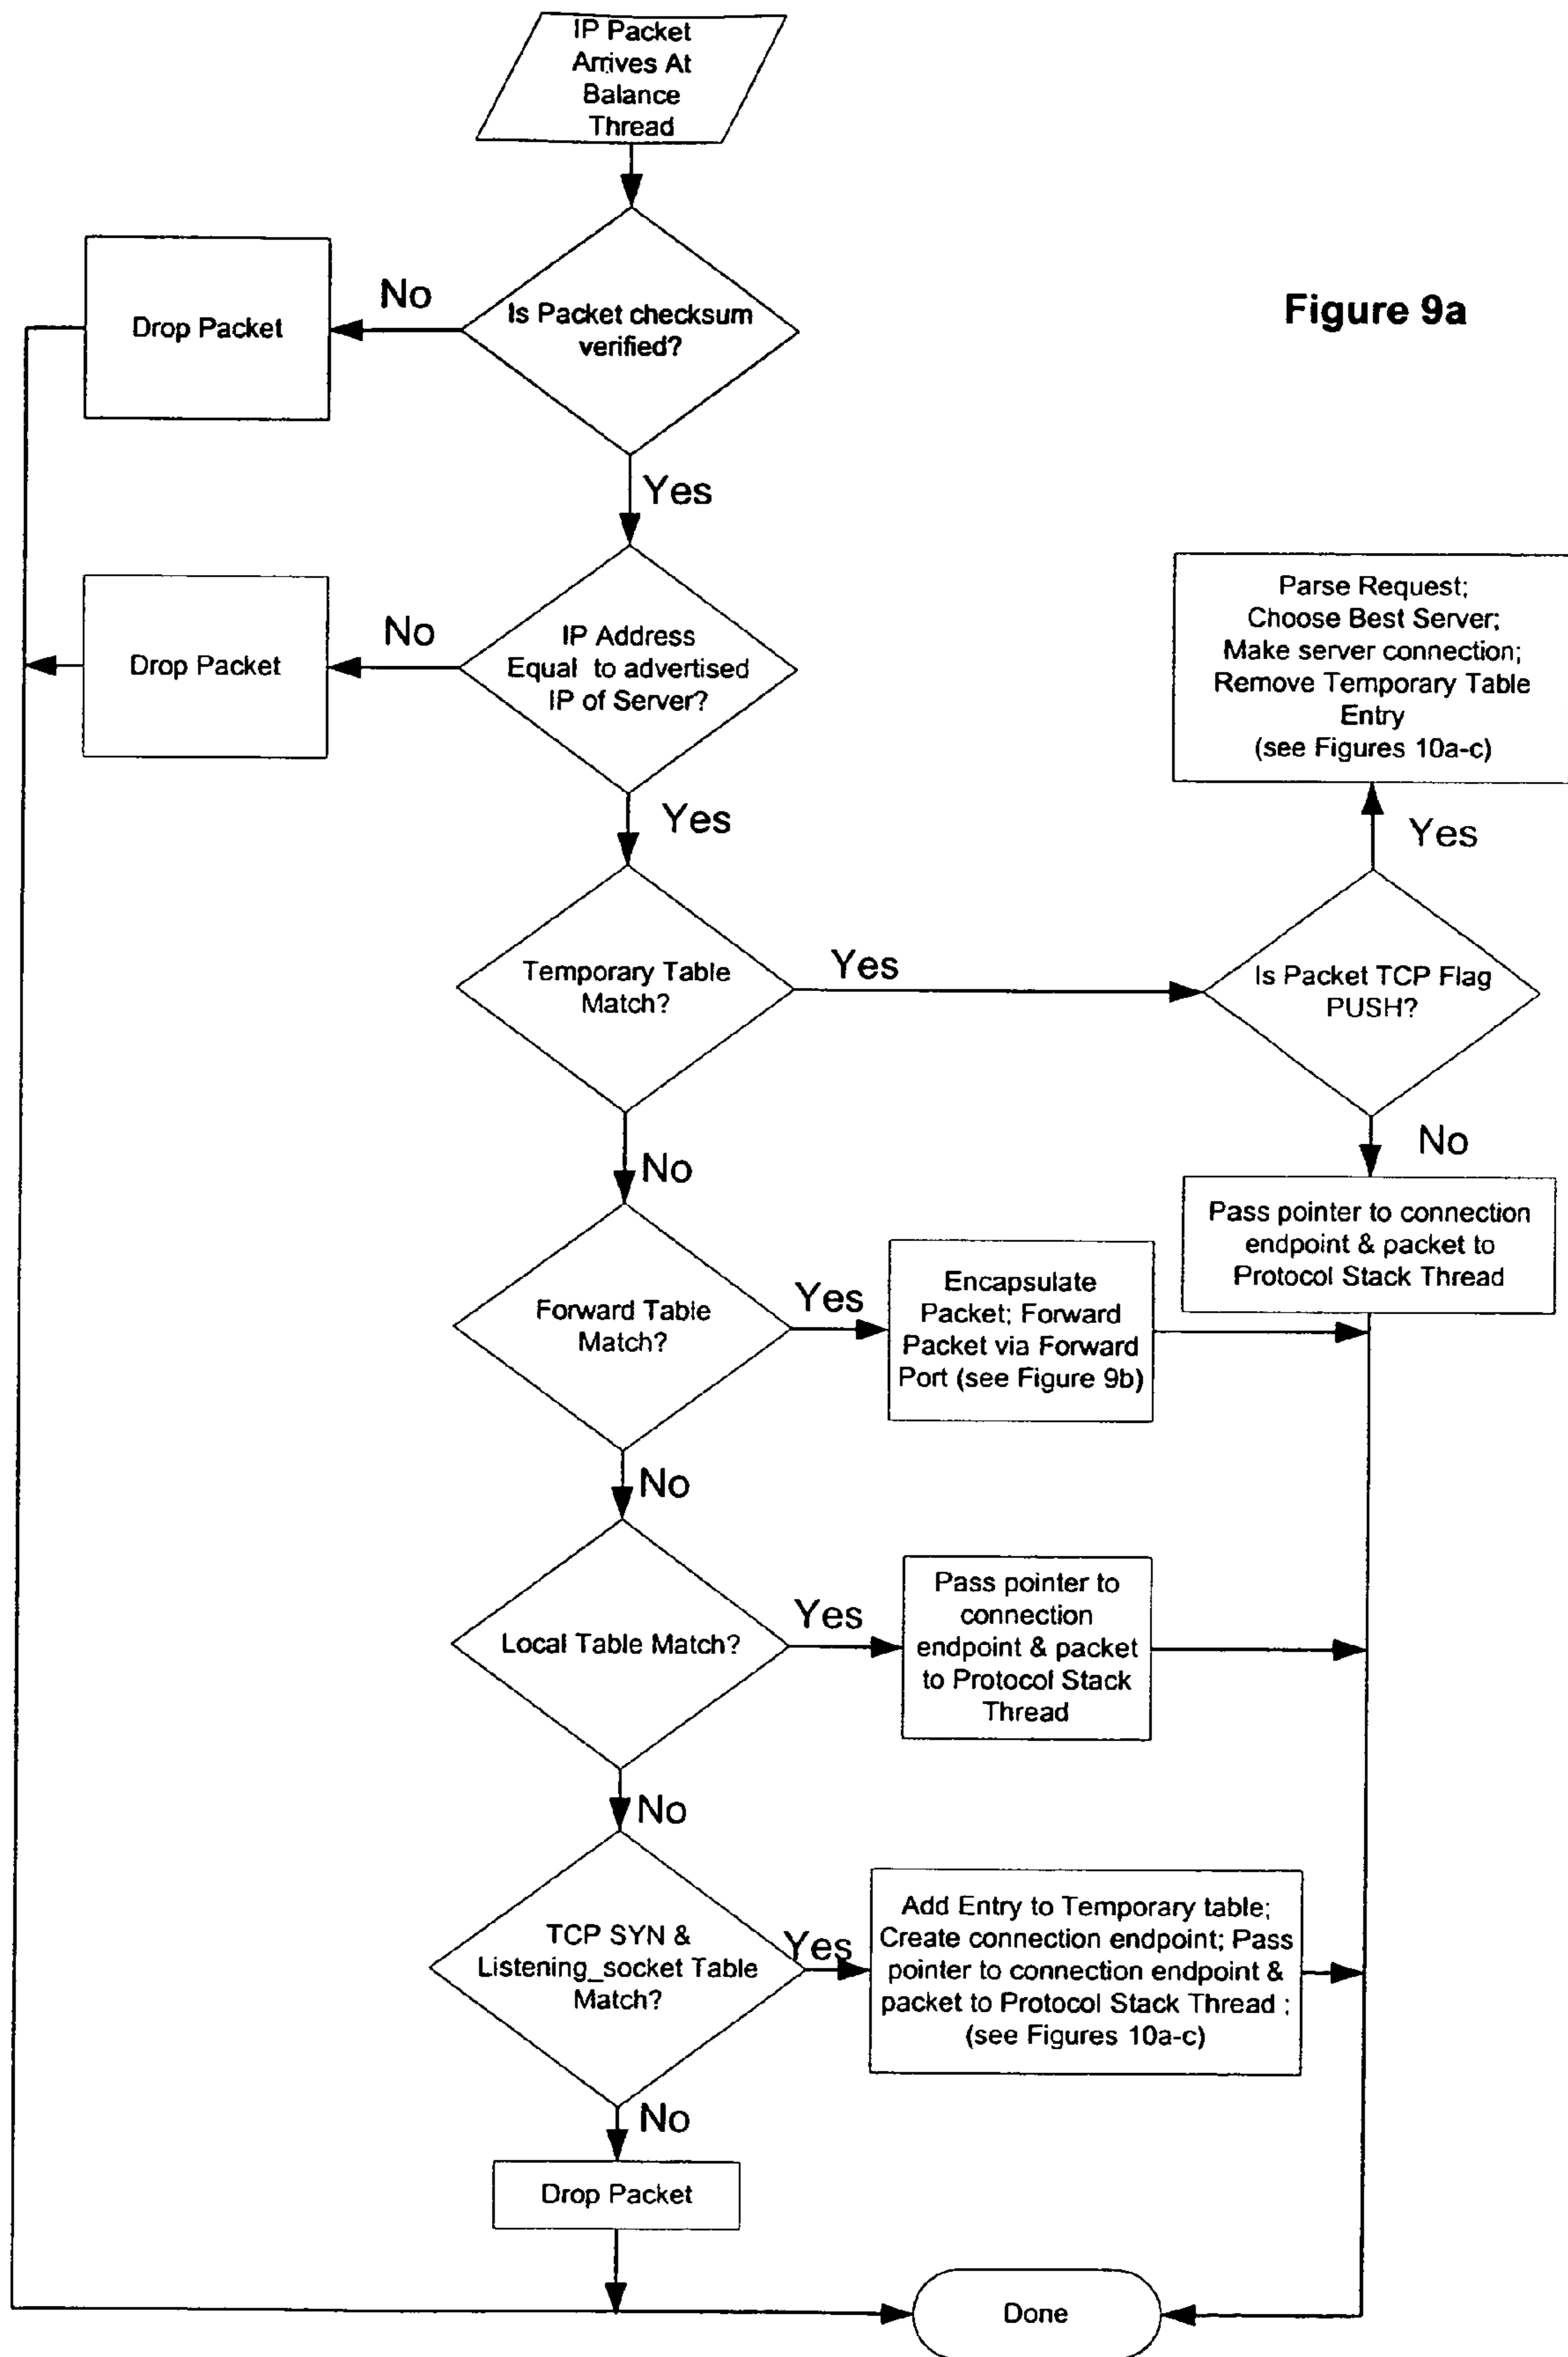 IP Packet
Arrives At
Balance
Thread
Figure 9a
Is Packet checksum
verified?
No
Drop Packet
Yes
IP Address
Equal to advertised
IP of Server?
No
Drop Packet
Yes
Parse Request;
Choose Best Server;
Make server connection;
Remove Temporary Table
Entry
(see Figures 10a-c)
Yes
Temporary Table
Match?
Yes
Is Packet TCP Flag
PUSH?
No
No
Pass pointer to connection
endpoint & packet to
Protocol Stack Thread
Forward Table
Match?
Yes
Encapsulate
Packet; Forward
Packet via Forward
Port (see Figure 9b)
No
Local Table Match?
Yes
Pass pointer to
connection
endpoint & packet
to Protocol Stack
Thread
No
TCP SYN &
Listening_socket Table
Match?
Yes
Add Entry to Temporary table;
Create connection endpoint; Pass
pointer to connection endpoint &
packet to Protocol Stack Thread ;
(see Figures 10a-c)
No
Drop Packet
Done